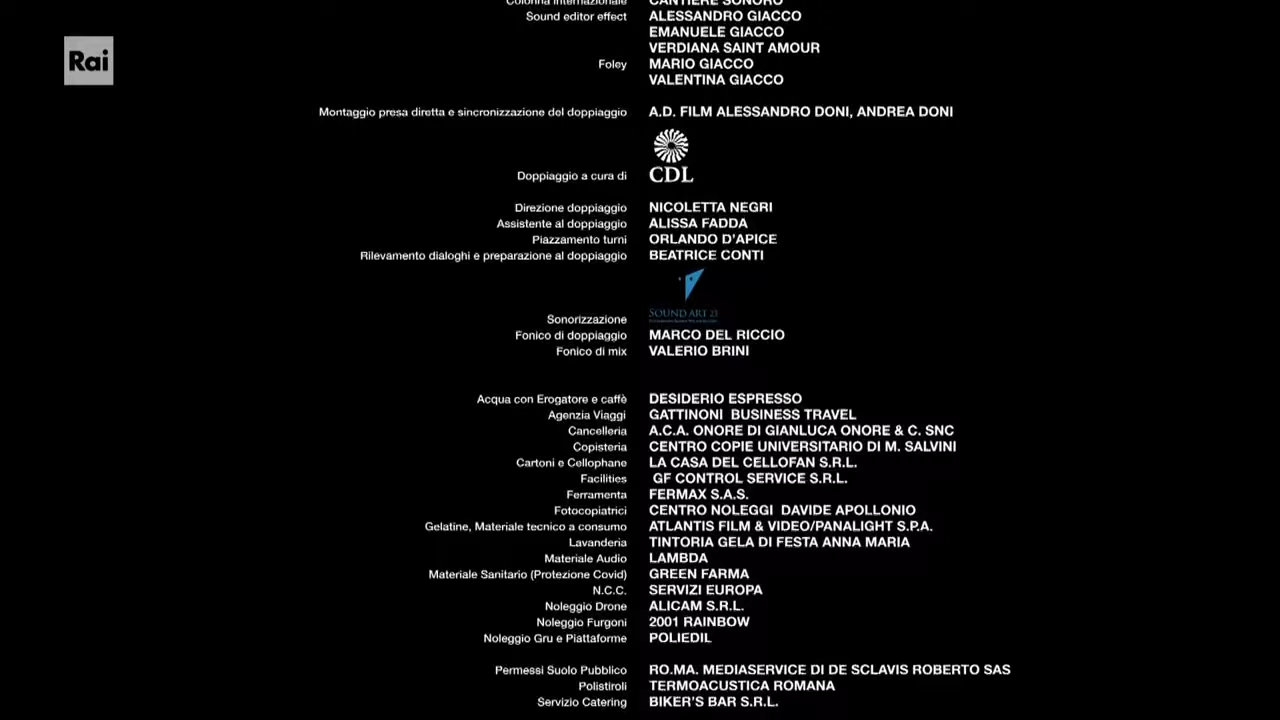 Colonna internazionale CANTIERE SONORO
Sound editor effect ALESSANDRO GIACCO
EMANUELE GIACCO
Rai
VERDIANA SAINT AMOUR
Foley MARIO GIACCO
VALENTINA GIACCO
Montaggio presa diretta e sincronizzazione del doppiaggio A.D. FILM ALESSANDRO DONI, ANDREA DONI
Doppiaggio a cura di CDL
Direzione doppiaggio NICOLETTA NEGRI
Assistente al doppiaggio ALISSA FADDA
Piazzamento turni ORLANDO D'APICE
Rilevamento dialoghi e preparazione al doppiaggio BEATRICE CONTI
Sonorizzazione SOUND ART 23
Fonico di doppiaggio MARCO DEL RICCIO
Fonico di mix VALERIO BRINI
Acqua con Erogatore e caffè DESIDERIO ESPRESSO
Agenzia Viaggi GATTINONI BUSINESS TRAVEL
Cancelleria A.C.A. ONORE DI GIANLUCA ONORE & C. SNC
Copisteria CENTRO COPIE UNIVERSITARIO DI M. SALVINI
Cartoni e Cellophane LA CASA DEL CELLOFAN S.R.L.
Facilities GF CONTROL SERVICE S.R.L.
Ferramenta FERMAX S.A.S.
Fotocopiatrici CENTRO NOLEGGI DAVIDE APOLLONIO
Gelatine, Materiale tecnico a consumo ATLANTIS FILM & VIDEO/PANALIGHT S.P.A.
Lavanderia TINTORIA GELA DI FESTA ANNA MARIA
Materiale Audio LAMBDA
Materiale Sanitario (Protezione Covid) GREEN FARMA
N.C.C. SERVIZI EUROPA
Noleggio Drone ALICAM S.R.L.
Noleggio Furgoni 2001 RAINBOW
Noleggio Gru e Piattaforme POLIEDIL
Permessi Suolo Pubblico RO.MA. MEDIASERVICE DI DE SCLAVIS ROBERTO SAS
Polistiroli TERMOACUSTICA ROMANA
Servizio Catering BIKER'S BAR S.R.L.